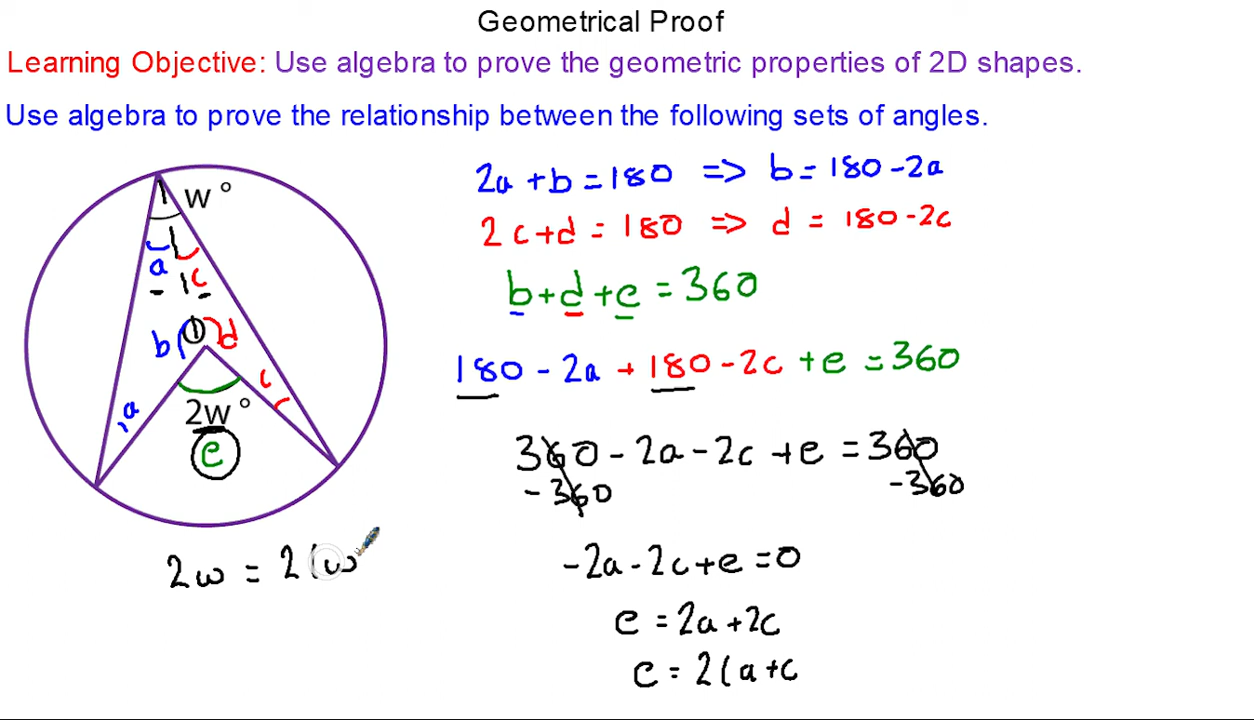 Geometrical Proof
Learning Objective: Use algebra to prove the geometric properties of 2D shapes.
Use algebra to prove the relationship between the following sets of angles.
2a + b = 180 => b = 180 - 2a
2c + d = 180 => d = 180 - 2c
b + d + e = 360
180 - 2a + 180 - 2c + e = 360
360 - 2a - 2c + e = 360
- 360 - 360
- 2a - 2c + e = 0
e = 2a + 2c
e = 2(a + c
w°
a c
b d
a c
2w°
e
2w = 2(w